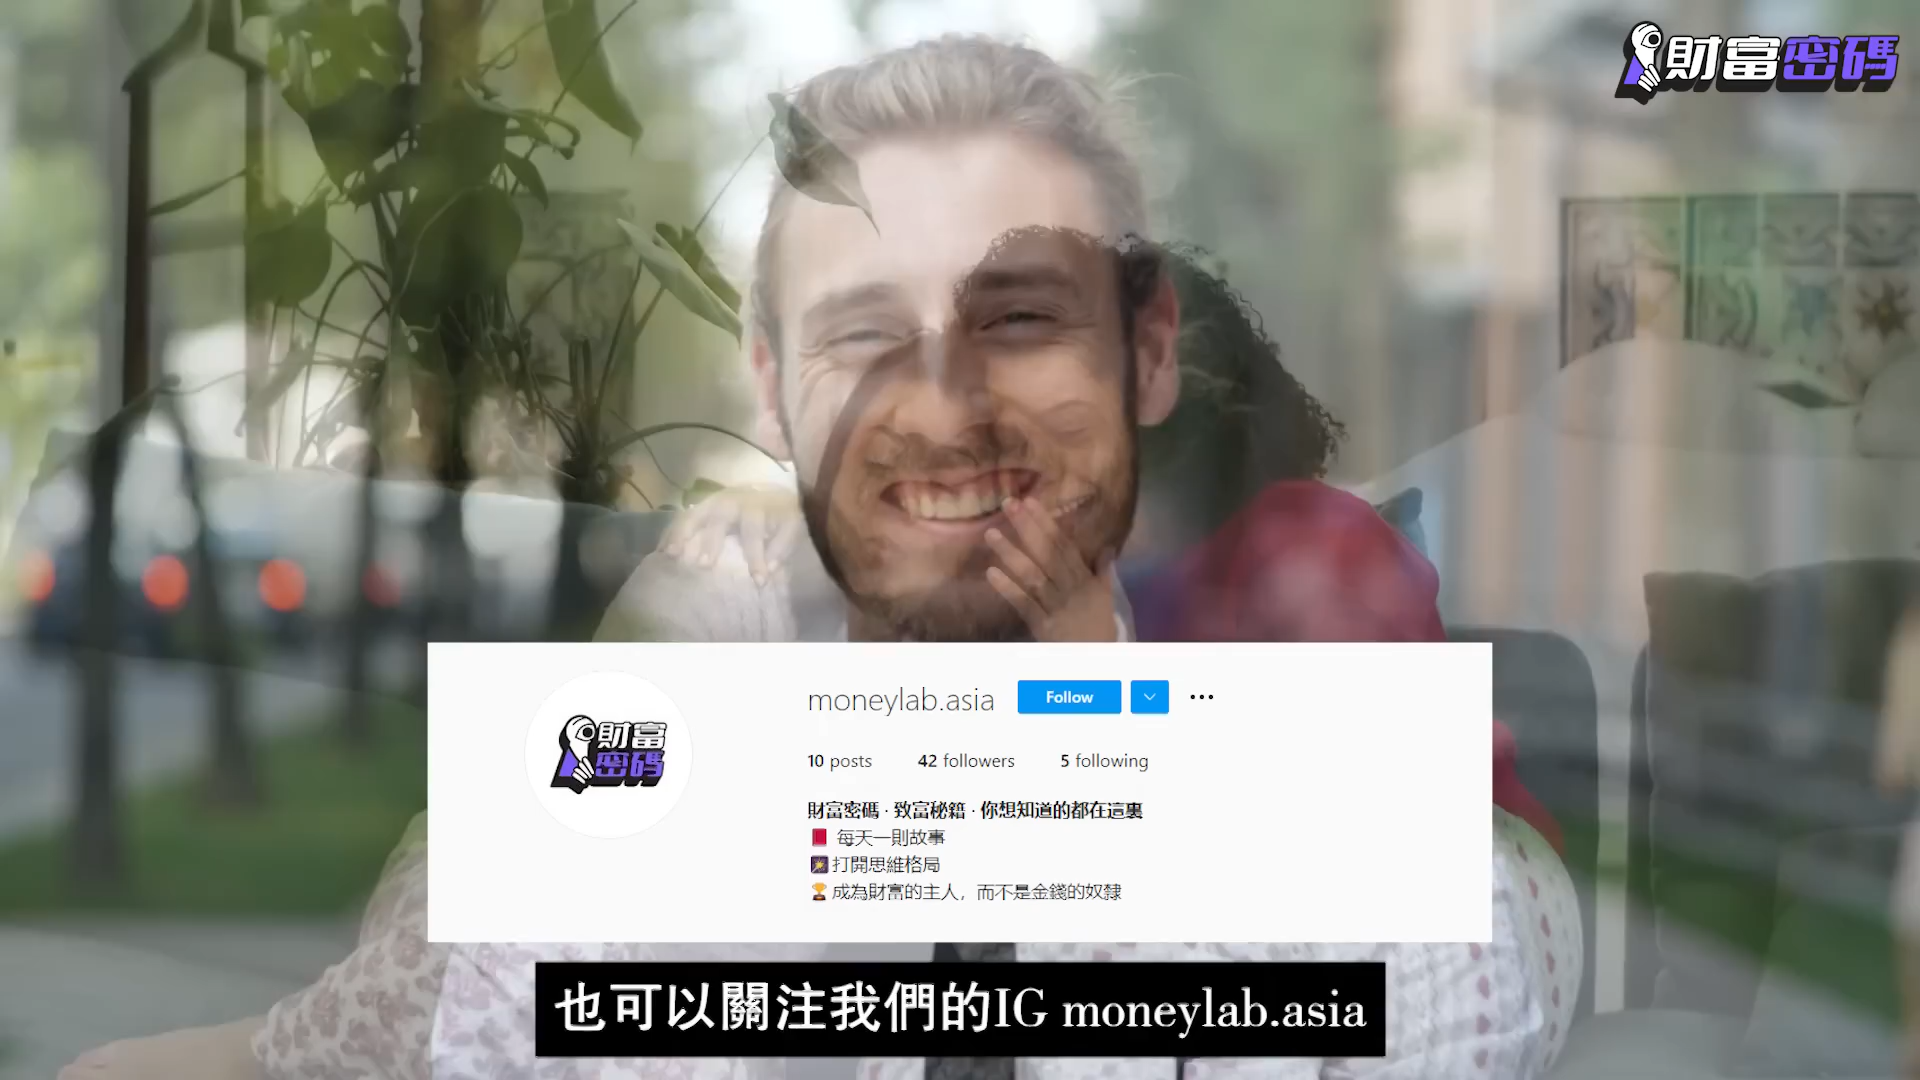 財富密碼
財富
密碼
moneylab.asia
Follow
10 posts 42 followers 5 following
財富密碼 · 致富秘籍 · 你想知道的都在這裏
每天一則故事
打開思維格局
成為財富的主人，而不是金錢的奴隸
也可以關注我們的IG moneylab.asia